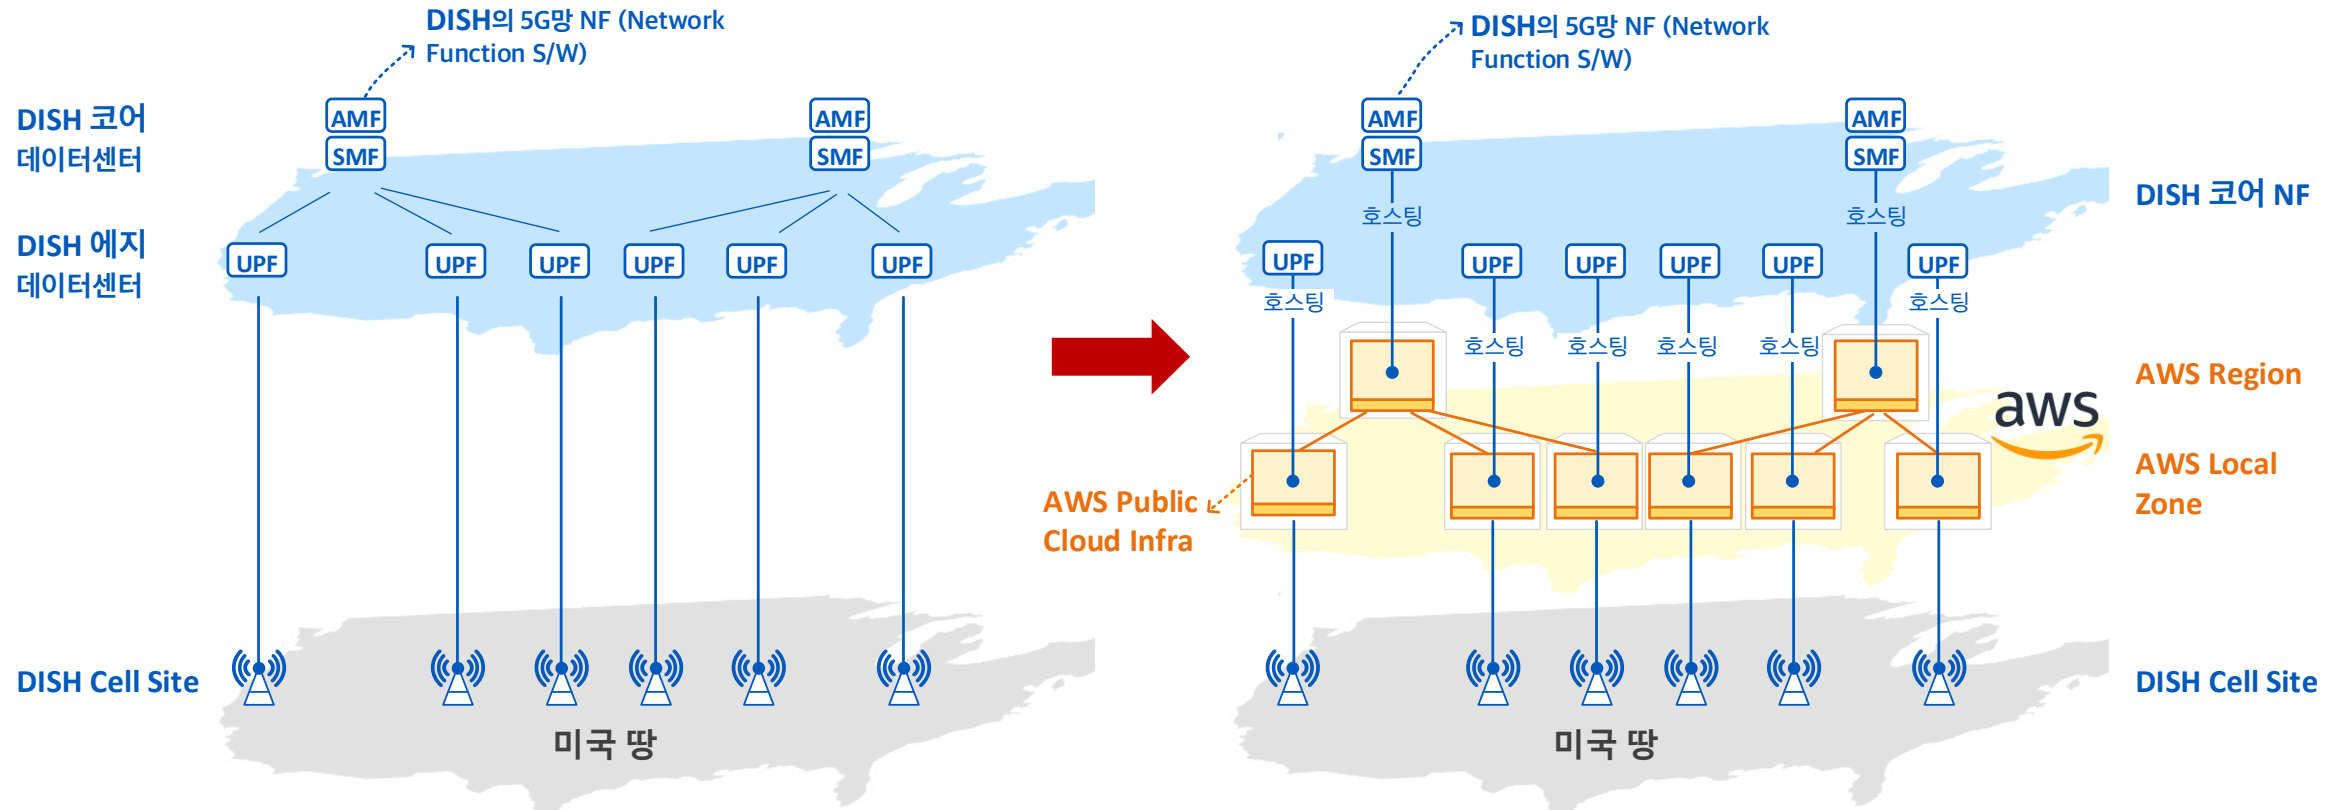 DISH의 5G망 NF (Network
Function S/W)
DISH 코어
데이터센터
AMF
SMF
AMF
SMF
DISH 에지
데이터센터
UPF
UPF
UPF
UPF
UPF
UPF
DISH Cell Site
미국 땅
DISH의 5G망 NF (Network
Function S/W)
AMF
SMF
AMF
SMF
호스팅
호스팅
DISH 코어 NF
UPF
UPF
UPF
UPF
UPF
UPF
호스팅
호스팅
호스팅
호스팅
호스팅
호스팅
AWS Region
aws
AWS Local
Zone
AWS Public
Cloud Infra
DISH Cell Site
미국 땅